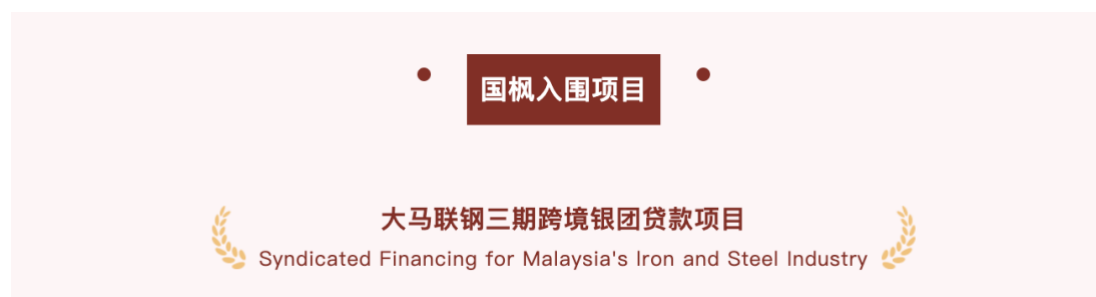 国枫入围项目
大马联钢三期跨境银团贷款项目
Syndicated Financing for Malaysia's Iron and Steel Industry